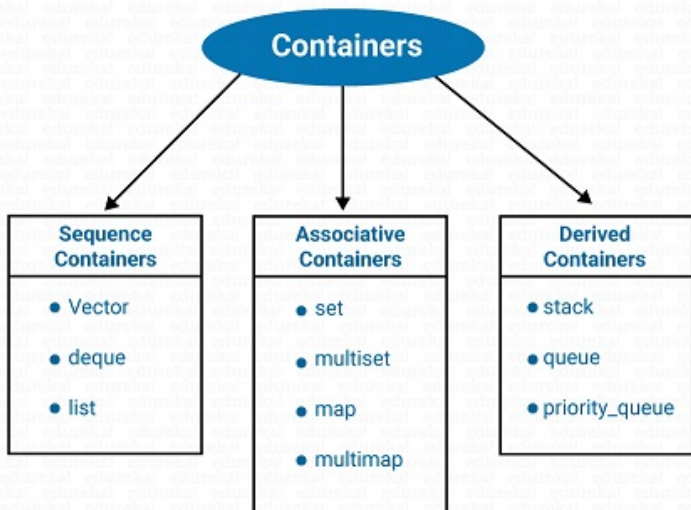 Containers
Sequence
Containers
Vector
deque
list
Associative
Containers
set
multiset
map
multimap
Derived
Containers
stack
queue
priority_queue